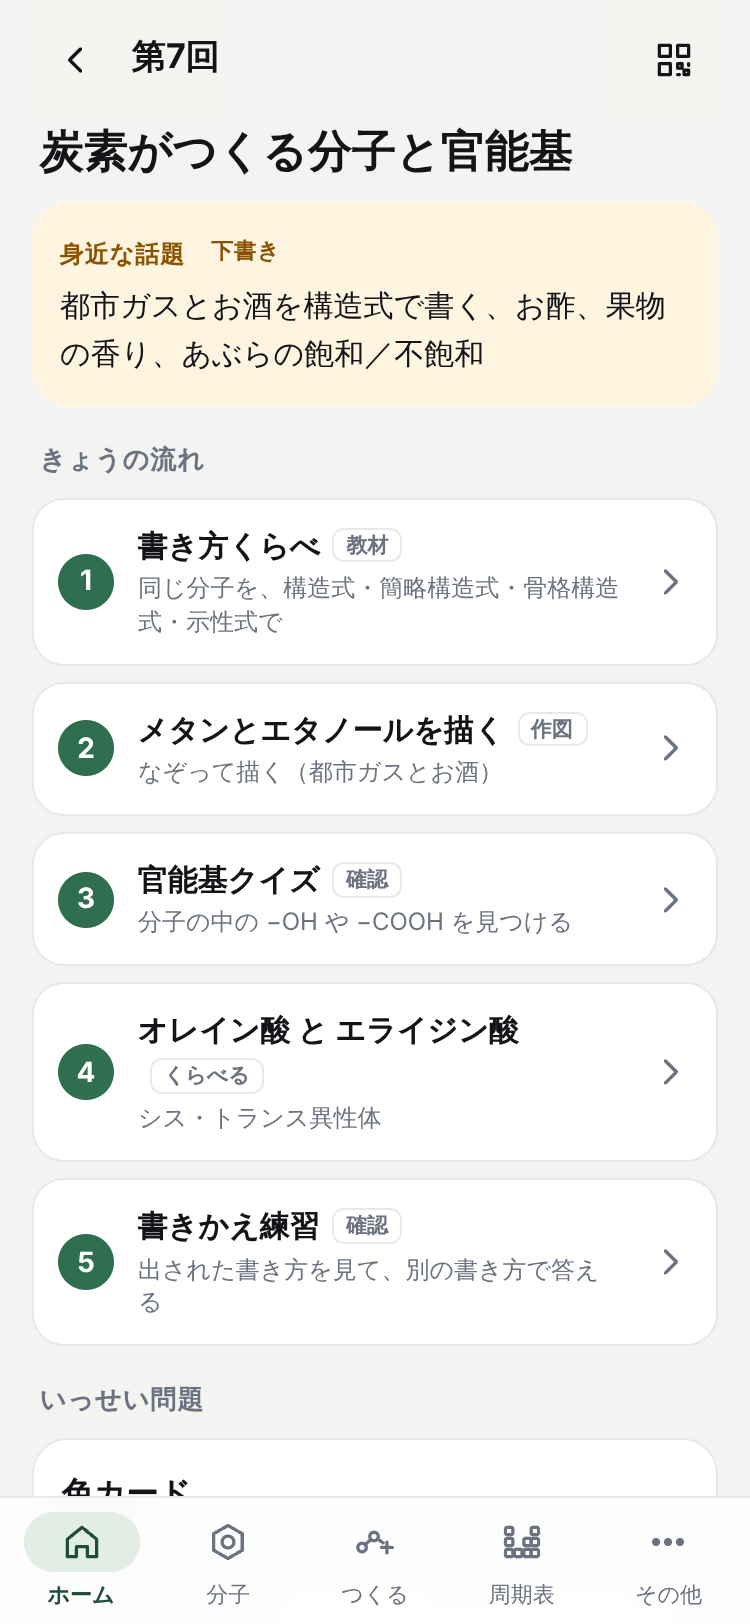 第7回
炭素がつくる分子と官能基
身近な話題 下書き
都市ガスとお酒を構造式で書く、お酢、果物
の香り、あぶらの飽和／不飽和
きょうの流れ
書き方くらべ 教材
1
同じ分子を、構造式・簡略構造式・骨格構造
式・示性式で
メタンとエタノールを描く 作図
2
なぞって描く（都市ガスとお酒）
官能基クイズ 確認
3
分子の中の −OH や −COOH を見つける
オレイン酸 と エライジン酸
4
くらべる
シス・トランス異性体
書きかえ練習 確認
5
出された書き方を見て、別の書き方で答え
る
いっせい問題
色カード
ホーム 分子 つくる 周期表 その他